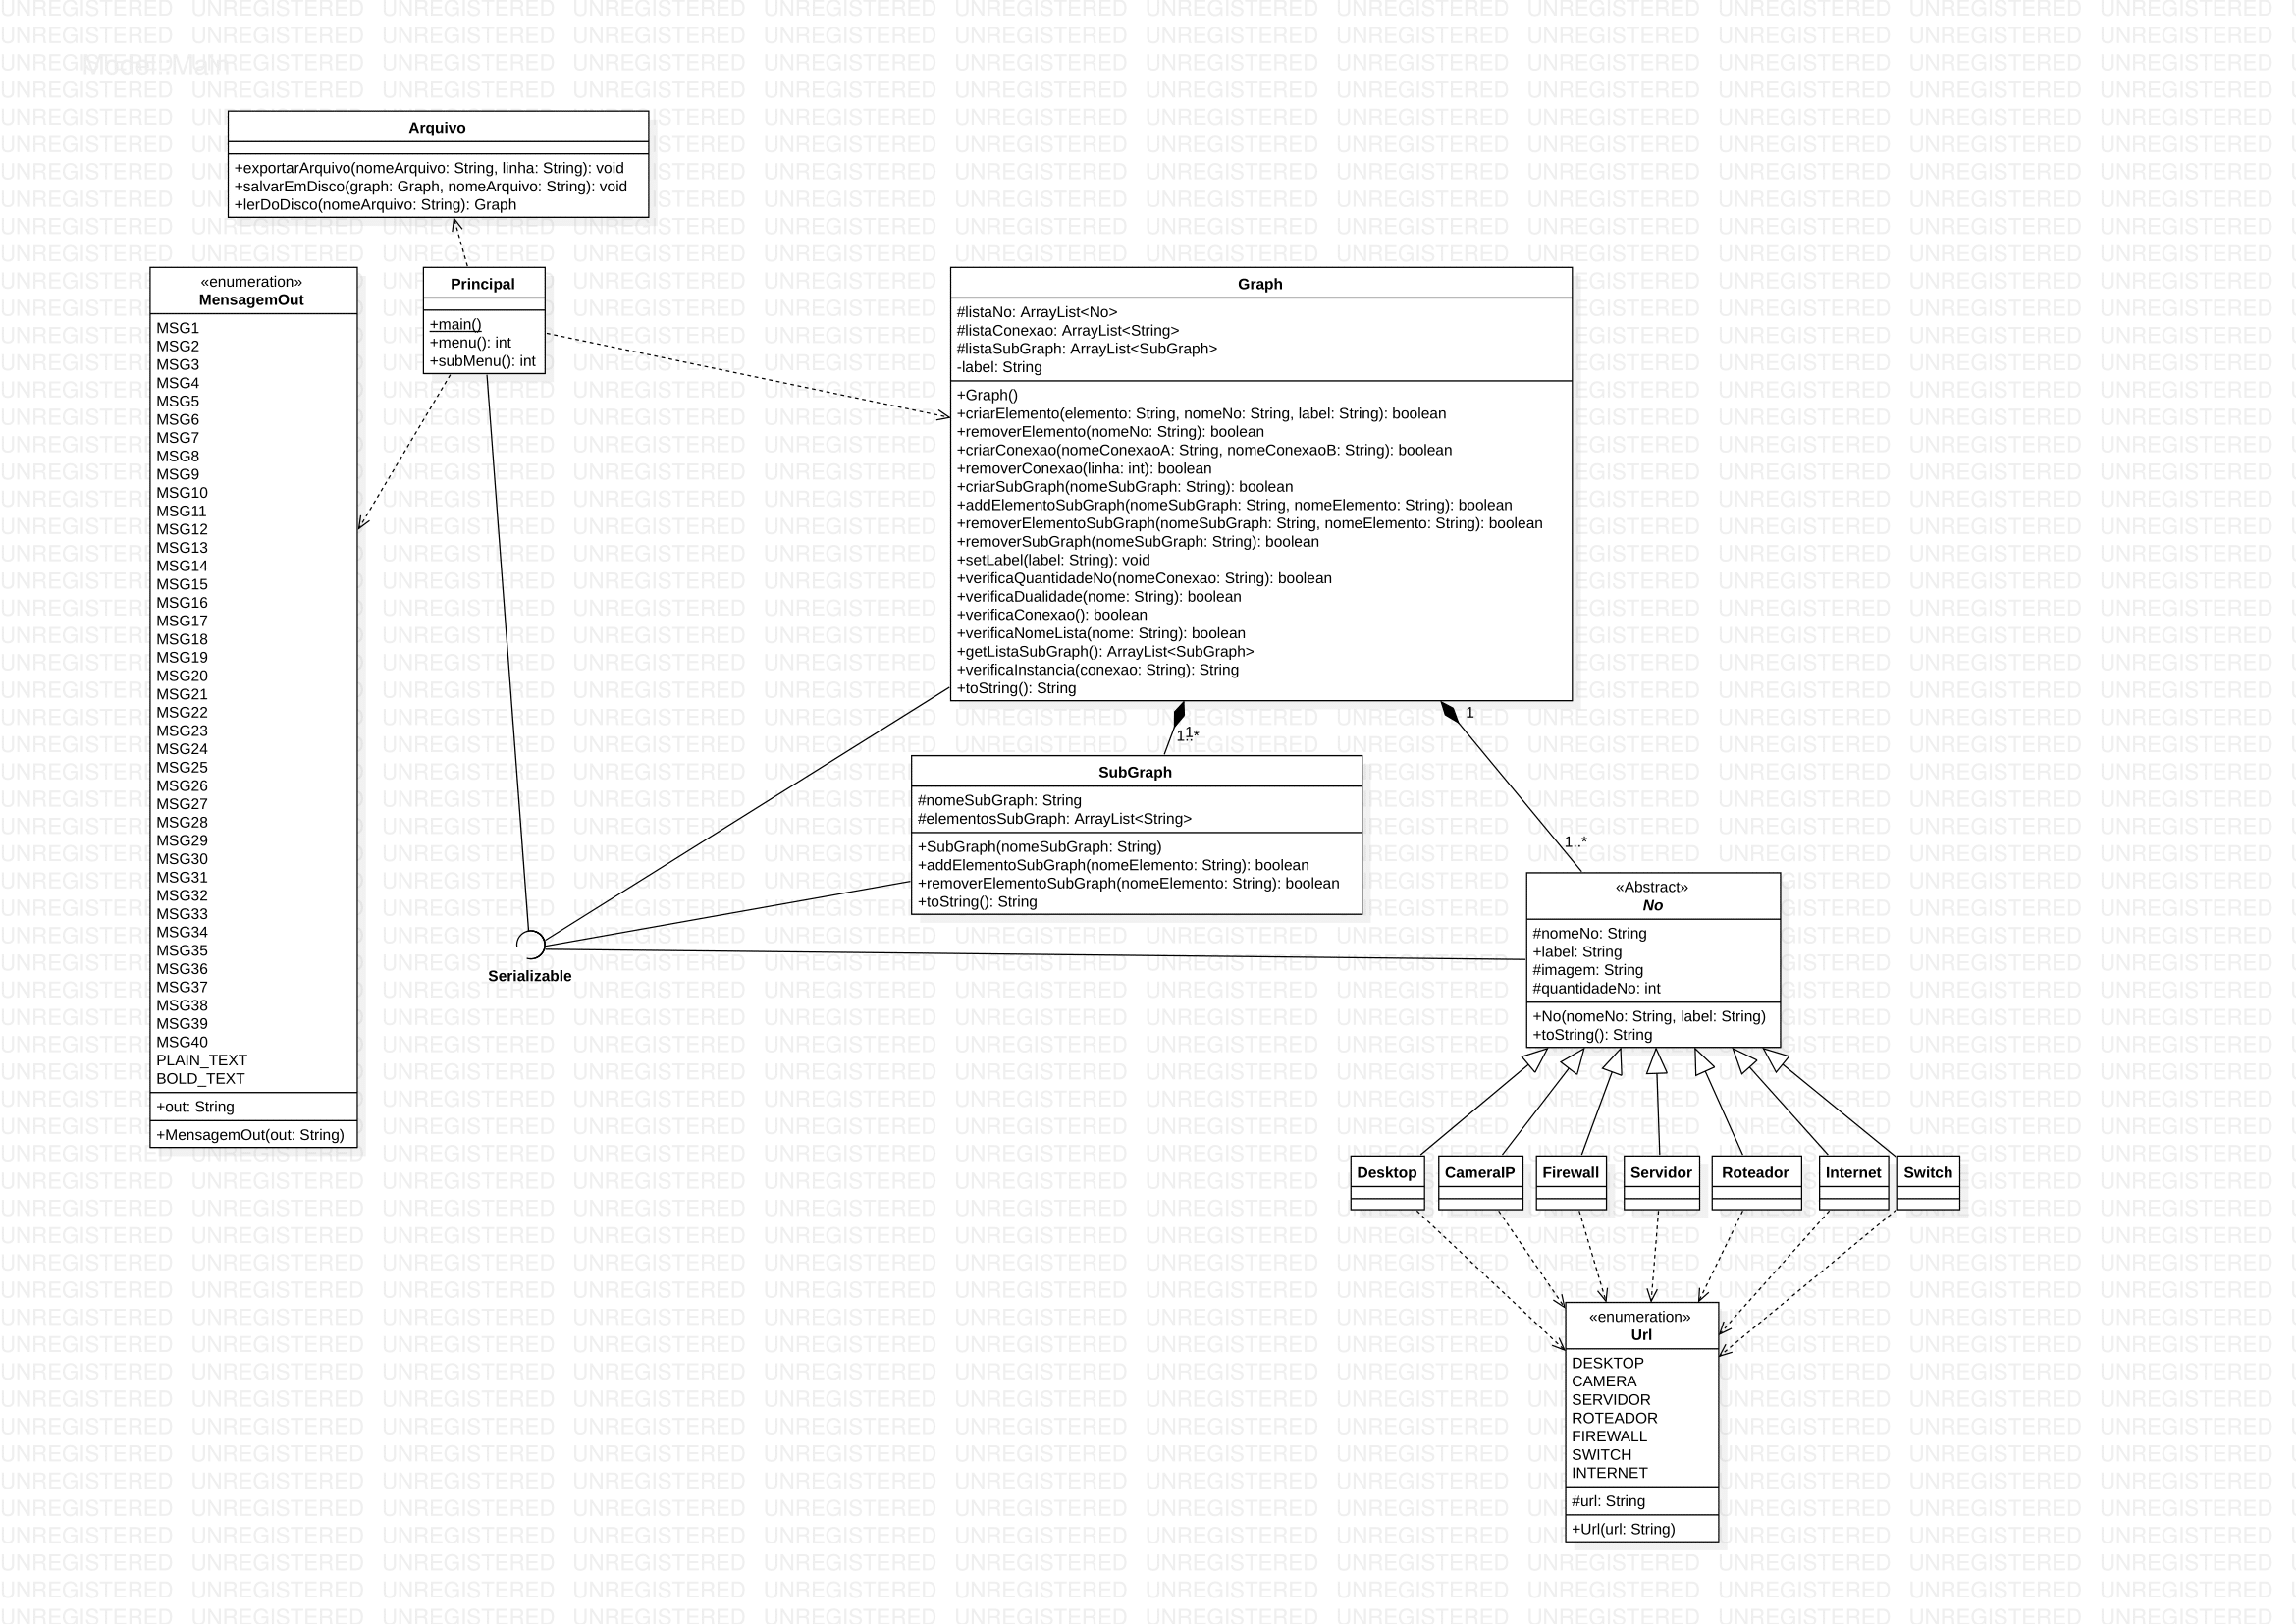 Model::Main
Arquivo
+exportarArquivo(nomeArquivo: String, linha: String): void
+salvarEmDisco(graph: Graph, nomeArquivo: String): void
+lerDoDisco(nomeArquivo: String): Graph
«enumeration»
MensagemOut
MSG1
MSG2
MSG3
MSG4
MSG5
MSG6
MSG7
MSG8
MSG9
MSG10
MSG11
MSG12
MSG13
MSG14
MSG15
MSG16
MSG17
MSG18
MSG19
MSG20
MSG21
MSG22
MSG23
MSG24
MSG25
MSG26
MSG27
MSG28
MSG29
MSG30
MSG31
MSG32
MSG33
MSG34
MSG35
MSG36
MSG37
MSG38
MSG39
MSG40
PLAIN_TEXT
BOLD_TEXT
+out: String
+MensagemOut(out: String)
Principal
+main()
+menu(): int
+subMenu(): int
Graph
#listaNo: ArrayList<No>
#listaConexao: ArrayList<String>
#listaSubGraph: ArrayList<SubGraph>
-label: String
+Graph()
+criarElemento(elemento: String, nomeNo: String, label: String): boolean
+removerElemento(nomeNo: String): boolean
+criarConexao(nomeConexaoA: String, nomeConexaoB: String): boolean
+removerConexao(linha: int): boolean
+criarSubGraph(nomeSubGraph: String): boolean
+addElementoSubGraph(nomeSubGraph: String, nomeElemento: String): boolean
+removerElementoSubGraph(nomeSubGraph: String, nomeElemento: String): boolean
+removerSubGraph(nomeSubGraph: String): boolean
+setLabel(label: String): void
+verificaQuantidadeNo(nomeConexao: String): boolean
+verificaDualidade(nome: String): boolean
+verificaConexao(): boolean
+verificaNomeLista(nome: String): boolean
+getListaSubGraph(): ArrayList<SubGraph>
+verificaInstancia(conexao: String): String
+toString(): String
1
1..*
1
1..*
SubGraph
#nomeSubGraph: String
#elementosSubGraph: ArrayList<String>
+SubGraph(nomeSubGraph: String)
+addElementoSubGraph(nomeElemento: String): boolean
+removerElementoSubGraph(nomeElemento: String): boolean
+toString(): String
Serializable
«Abstract»
No
#nomeNo: String
+label: String
#imagem: String
#quantidadeNo: int
+No(nomeNo: String, label: String)
+toString(): String
Desktop
CameraIP
Firewall
Servidor
Roteador
Internet
Switch
«enumeration»
Url
DESKTOP
CAMERA
SERVIDOR
ROTEADOR
FIREWALL
SWITCH
INTERNET
#url: String
+Url(url: String)
UNREGISTERED